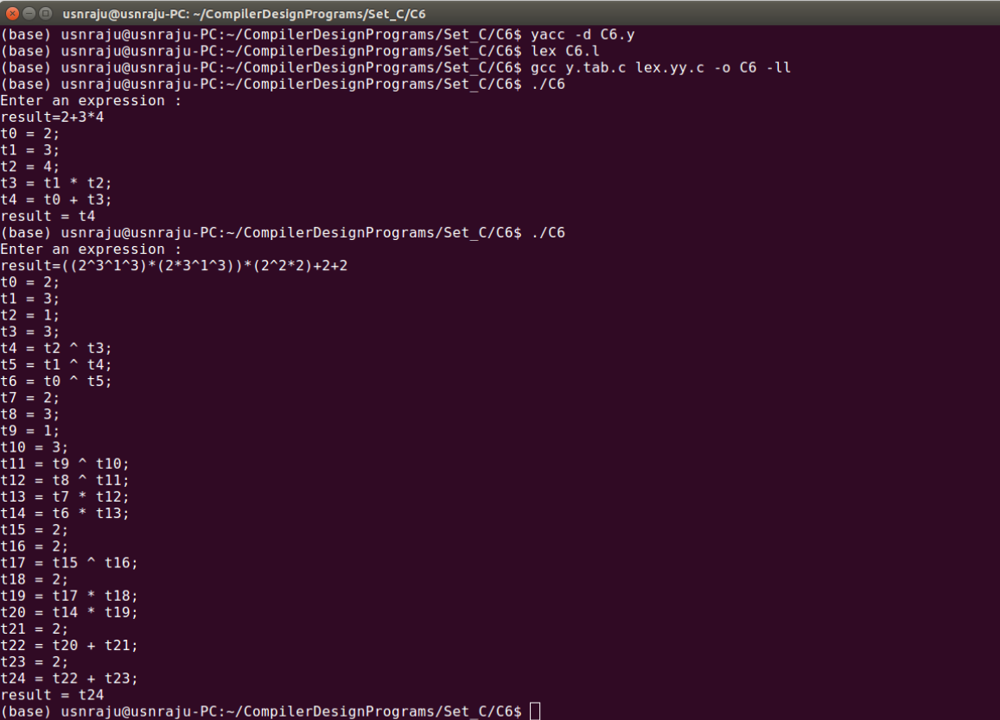 usnraju@usnraju-PC: ~/CompilerDesignPrograms/Set_C/C6
(base) usnraju@usnraju-PC:~/CompilerDesignPrograms/Set_C/C6$ yacc -d C6.y
(base) usnraju@usnraju-PC:~/CompilerDesignPrograms/Set_C/C6$ lex C6.l
(base) usnraju@usnraju-PC:~/CompilerDesignPrograms/Set_C/C6$ gcc y.tab.c lex.yy.c -o C6 -ll
(base) usnraju@usnraju-PC:~/CompilerDesignPrograms/Set_C/C6$ ./C6
Enter an expression :
result=2+3*4
t0 = 2;
t1 = 3;
t2 = 4;
t3 = t1 * t2;
t4 = t0 + t3;
result = t4
(base) usnraju@usnraju-PC:~/CompilerDesignPrograms/Set_C/C6$ ./C6
Enter an expression :
result=((2^3^1^3)*(2*3^1^3))*(2^2*2)+2+2
t0 = 2;
t1 = 3;
t2 = 1;
t3 = 3;
t4 = t2 ^ t3;
t5 = t1 ^ t4;
t6 = t0 ^ t5;
t7 = 2;
t8 = 3;
t9 = 1;
t10 = 3;
t11 = t9 ^ t10;
t12 = t8 ^ t11;
t13 = t7 * t12;
t14 = t6 * t13;
t15 = 2;
t16 = 2;
t17 = t15 ^ t16;
t18 = 2;
t19 = t17 * t18;
t20 = t14 * t19;
t21 = 2;
t22 = t20 + t21;
t23 = 2;
t24 = t22 + t23;
result = t24
(base) usnraju@usnraju-PC:~/CompilerDesignPrograms/Set_C/C6$